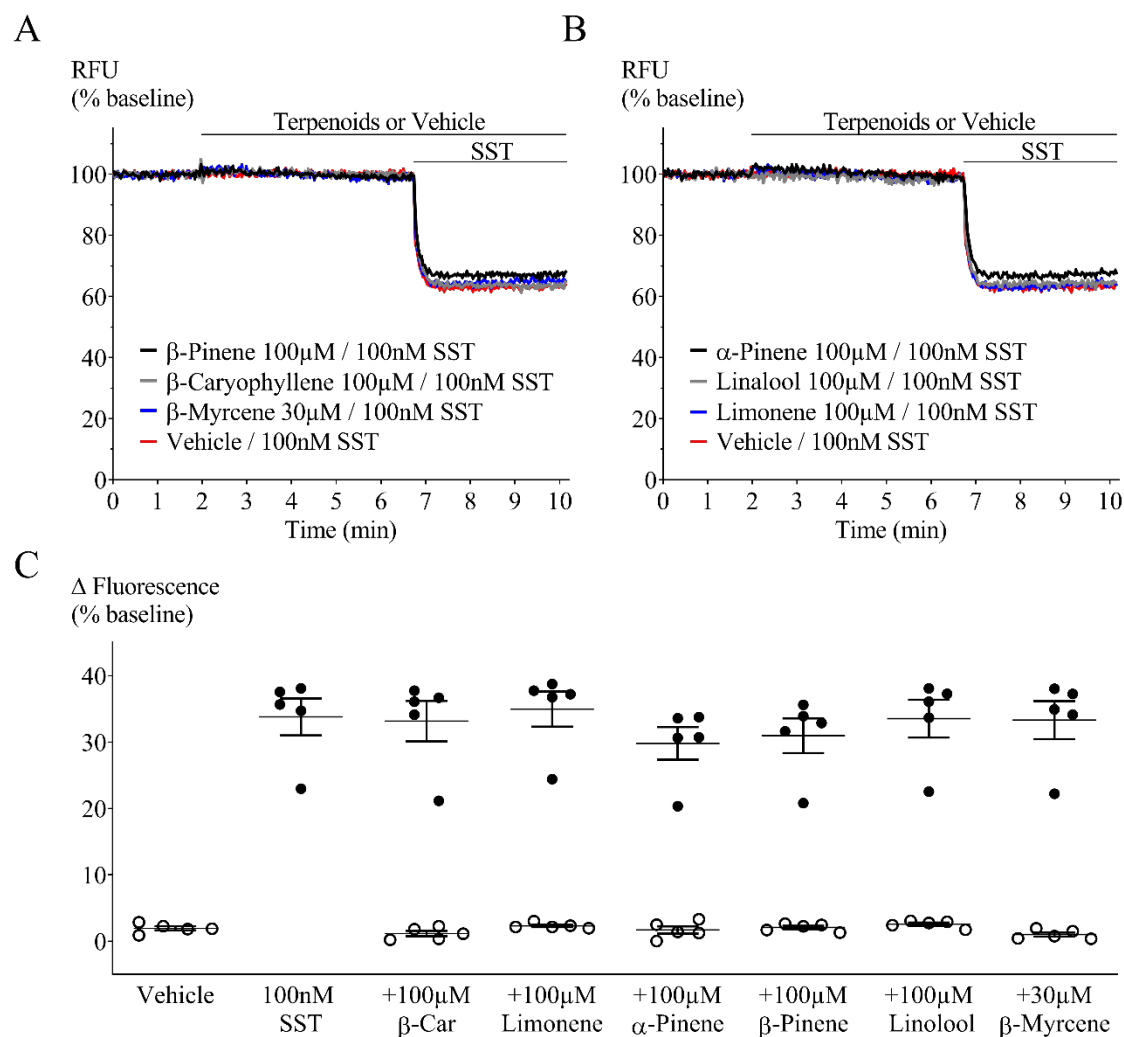 A
RFU
(% baseline)
Terpenoids or Vehicle
SST
100
80
60
40
20
0
β-Pinene 100µM / 100nM SST
β-Caryophyllene 100µM / 100nM SST
β-Myrcene 30µM / 100nM SST
Vehicle / 100nM SST
0 1 2 3 4 5 6 7 8 9 10
Time (min)
B
RFU
(% baseline)
Terpenoids or Vehicle
SST
100
80
60
40
20
0
α-Pinene 100µM / 100nM SST
Linalool 100µM / 100nM SST
Limonene 100µM / 100nM SST
Vehicle / 100nM SST
0 1 2 3 4 5 6 7 8 9 10
Time (min)
C
Δ Fluorescence
(% baseline)
40
30
20
10
0
Vehicle
100nM
SST
+100µM
β-Car
+100µM
Limonene
+100µM
α-Pinene
+100µM
β-Pinene
+100µM
Linolool
+30µM
β-Myrcene